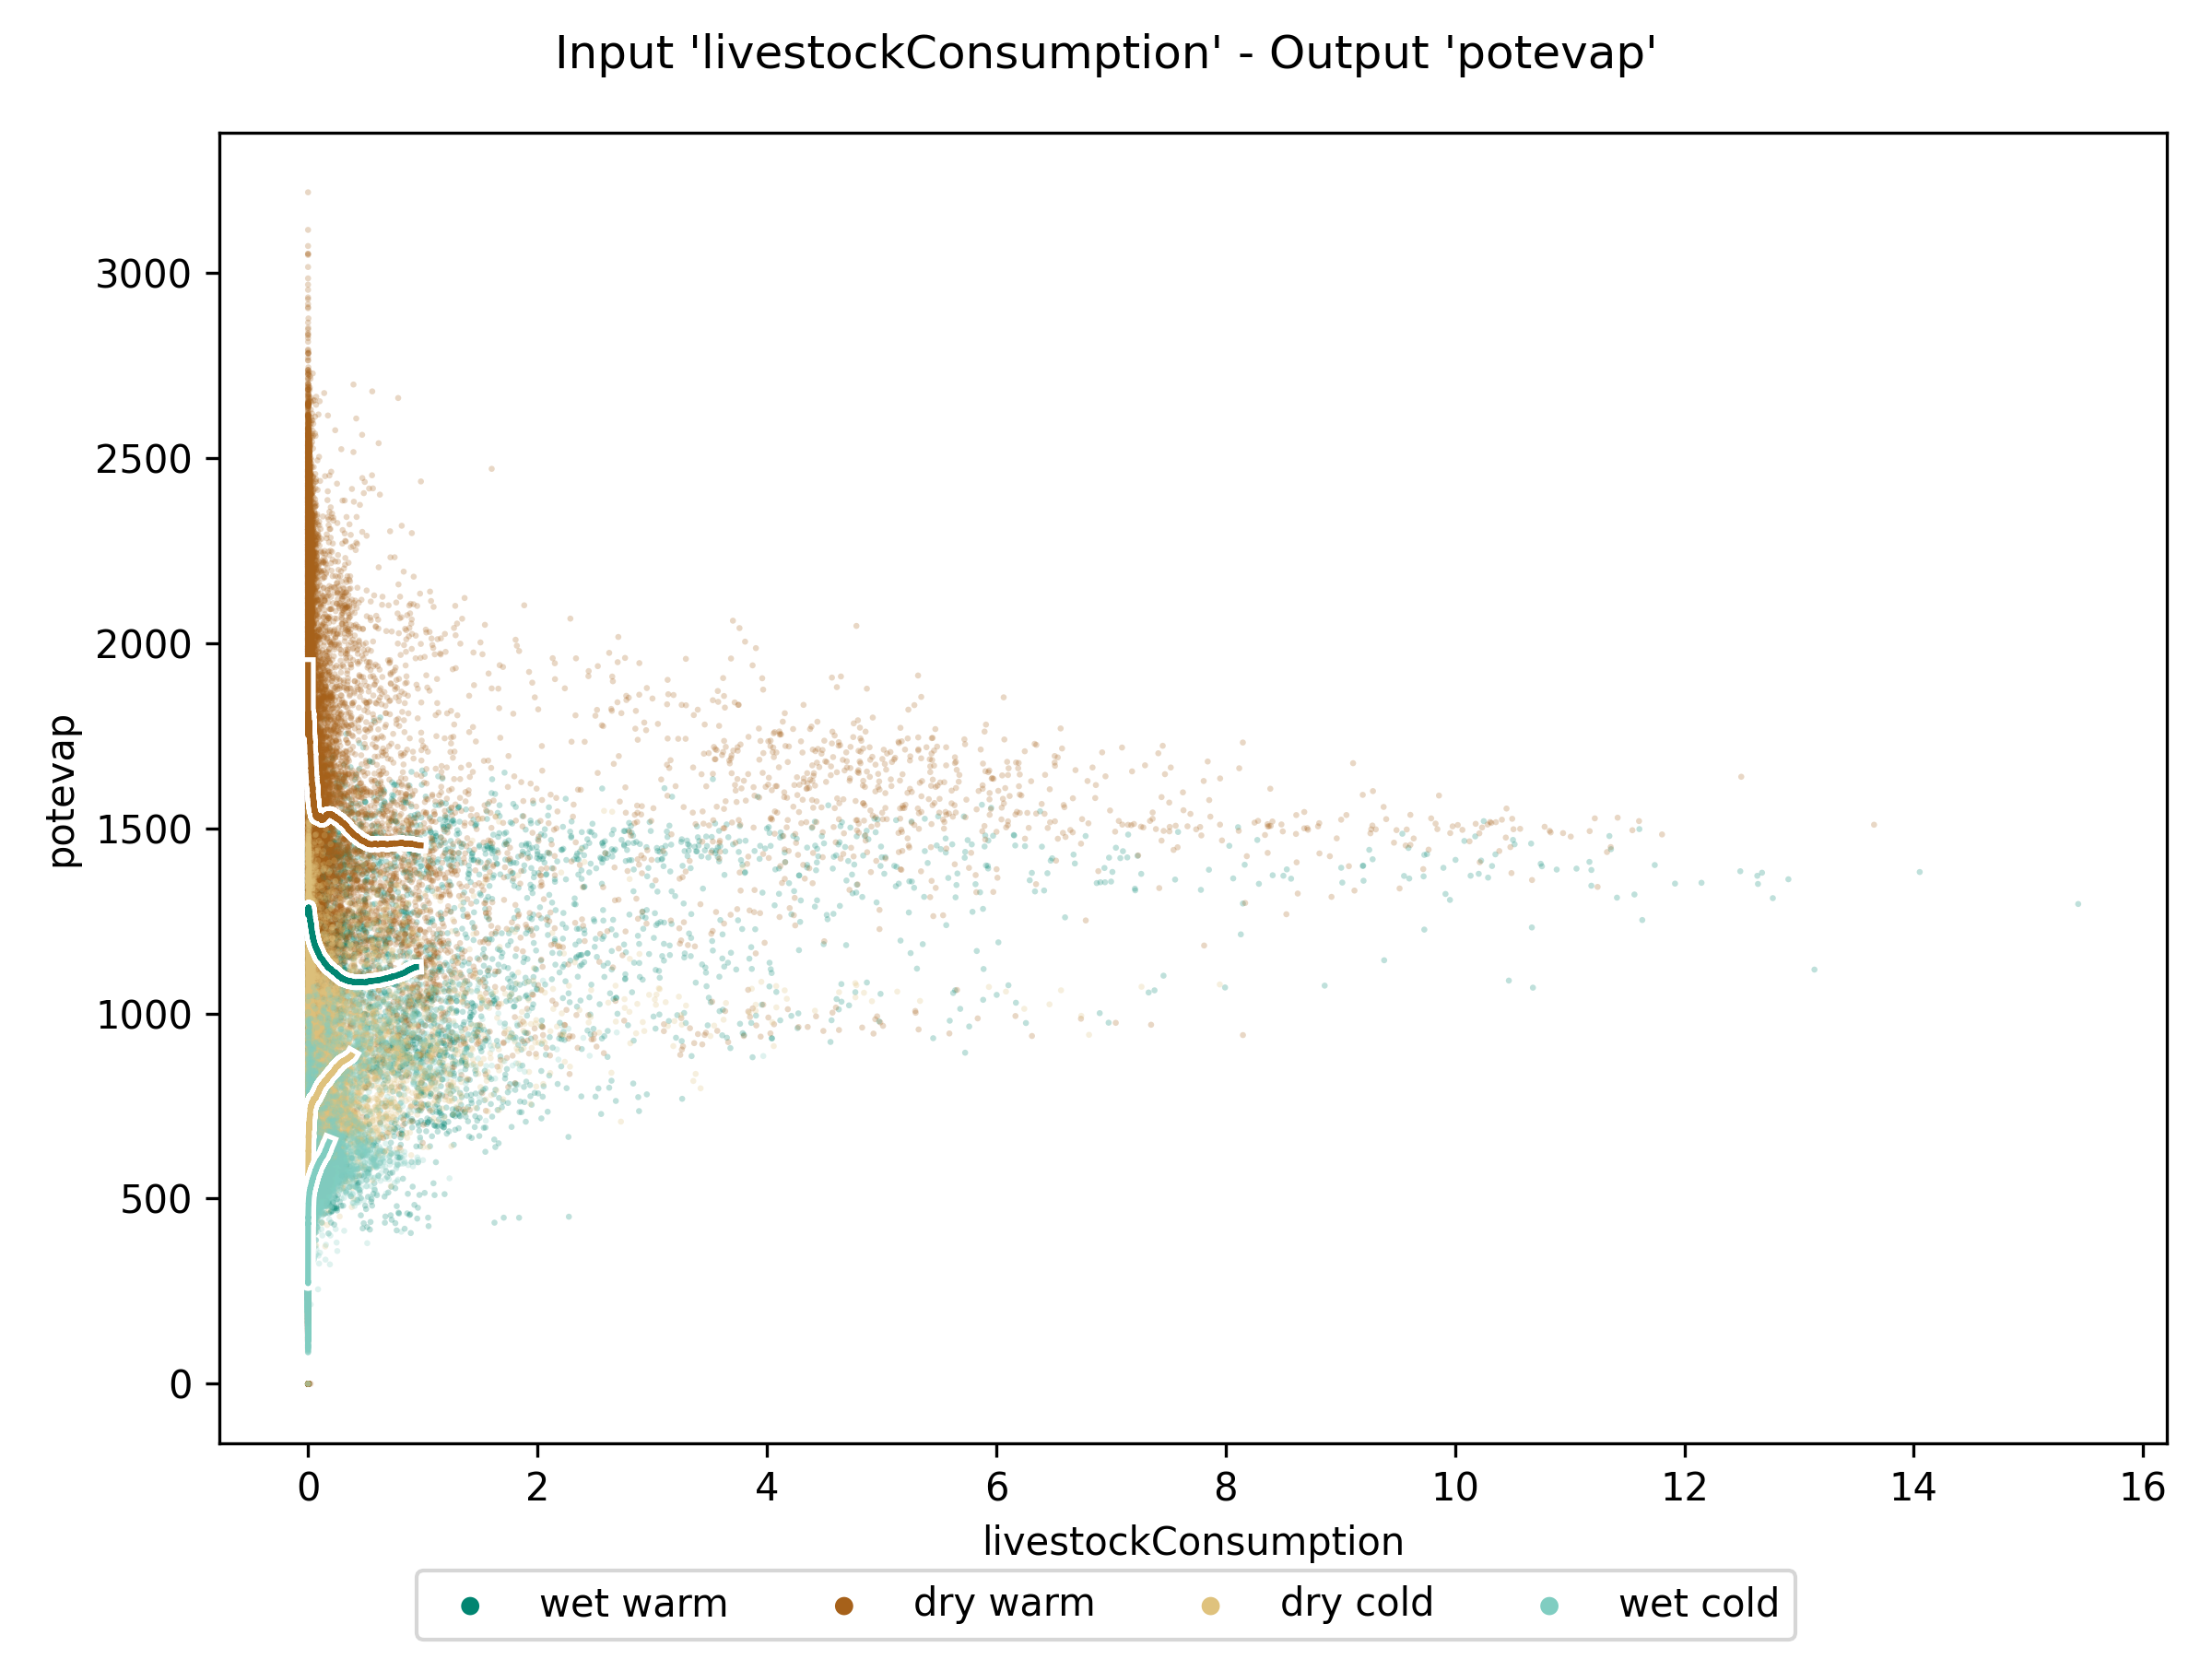 Input 'livestockConsumption' - Output 'potevap'
3000
2500
2000
1500
1000
500
0
potevap
0 2 4 6 8 10 12 14 16
livestockConsumption
wet warm dry warm dry cold wet cold